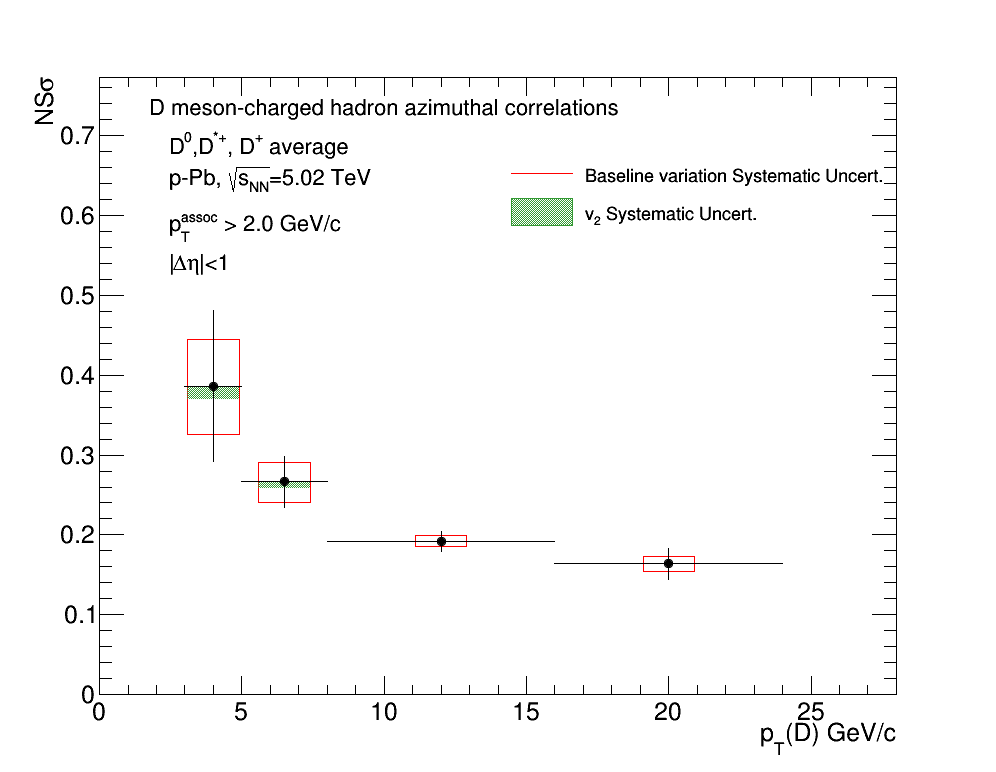 NSσ
D meson-charged hadron azimuthal correlations
D⁰,D*⁺, D⁺ average
p-Pb, √sNN=5.02 TeV
pTassoc > 2.0 GeV/c
|Δη|<1
Baseline variation Systematic Uncert.
v₂ Systematic Uncert.
0.7
0.6
0.5
0.4
0.3
0.2
0.1
0
0 5 10 15 20 25
pT(D) GeV/c